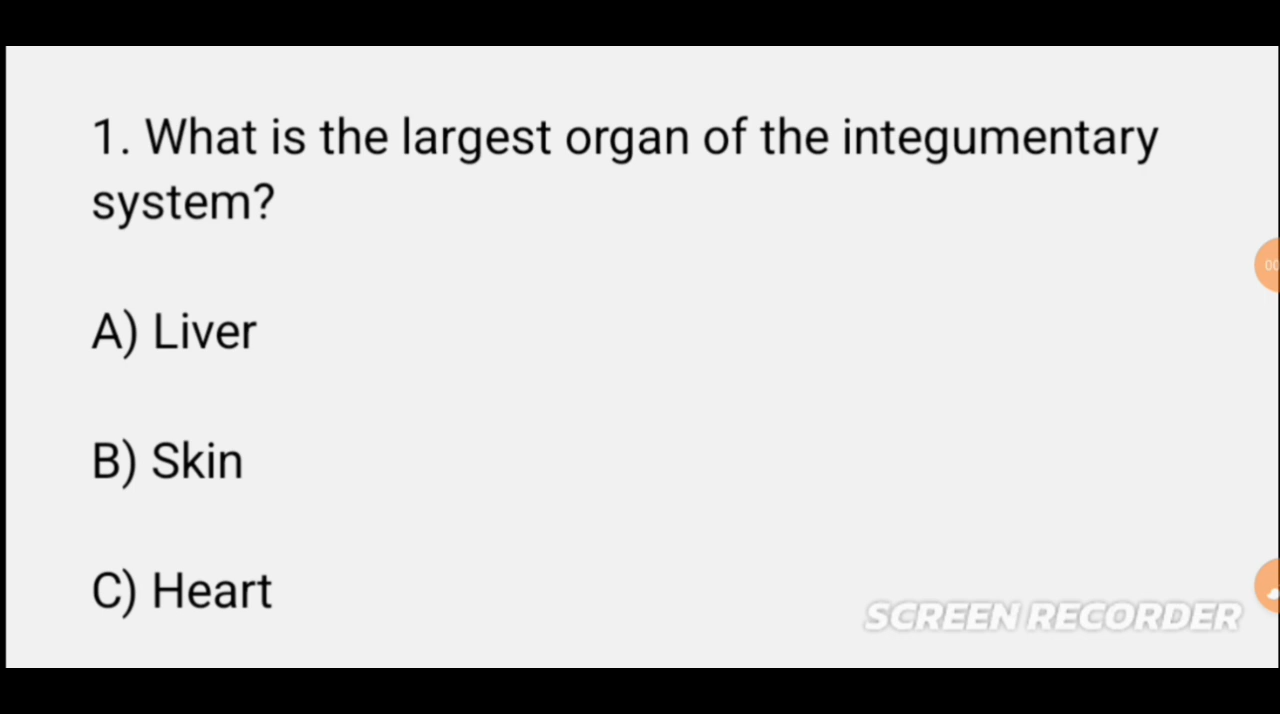 1. What is the largest organ of the integumentary
system?
A) Liver
B) Skin
C) Heart
SCREEN RECORDER